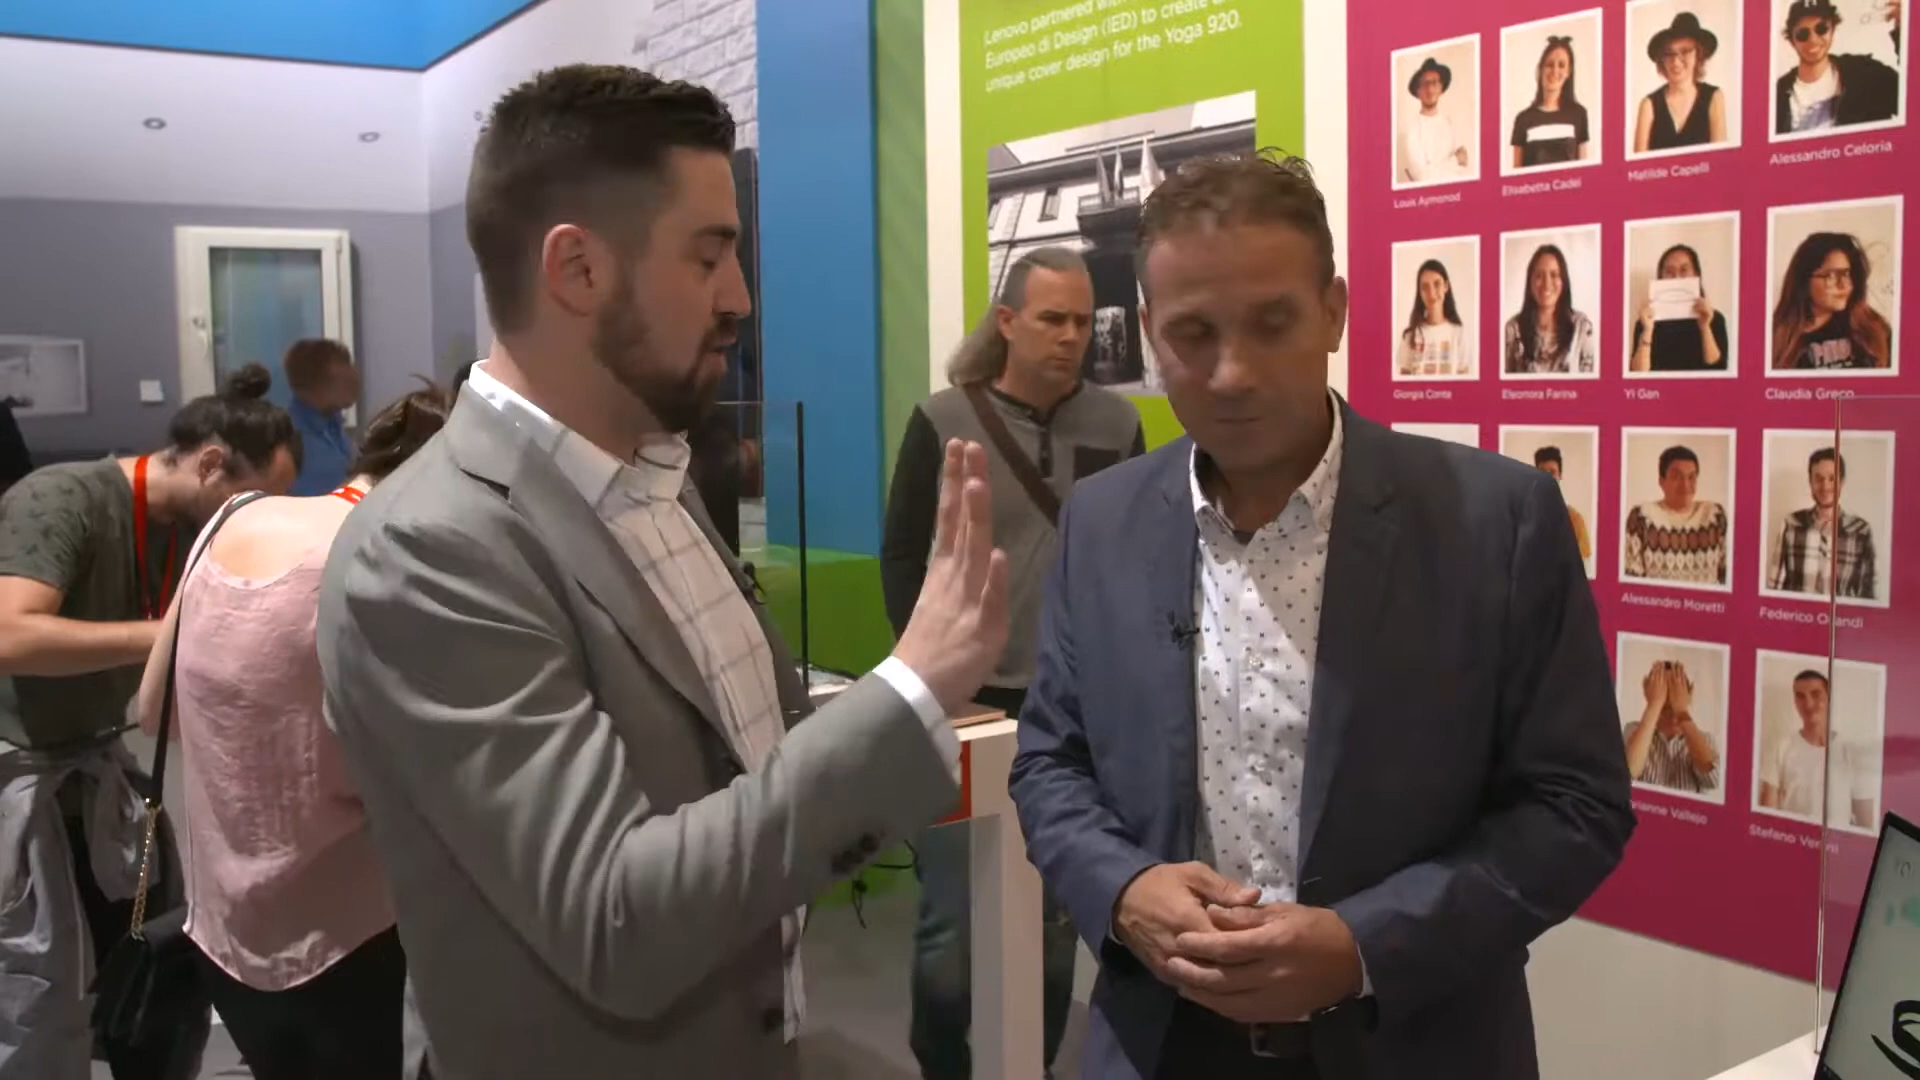 Lenovo partnered with
Europeo di Design (IED) to create a
unique cover design for the Yoga 920.
Louis Aymonod
Elisabetta Cadei
Matilde Capelli
Alessandro Celoria
Giorgia Conte
Eleonora Farina
Yi Gan
Claudia Greco
Alessandro Moretti
Federico Orlandi
Vallejo
Stefano